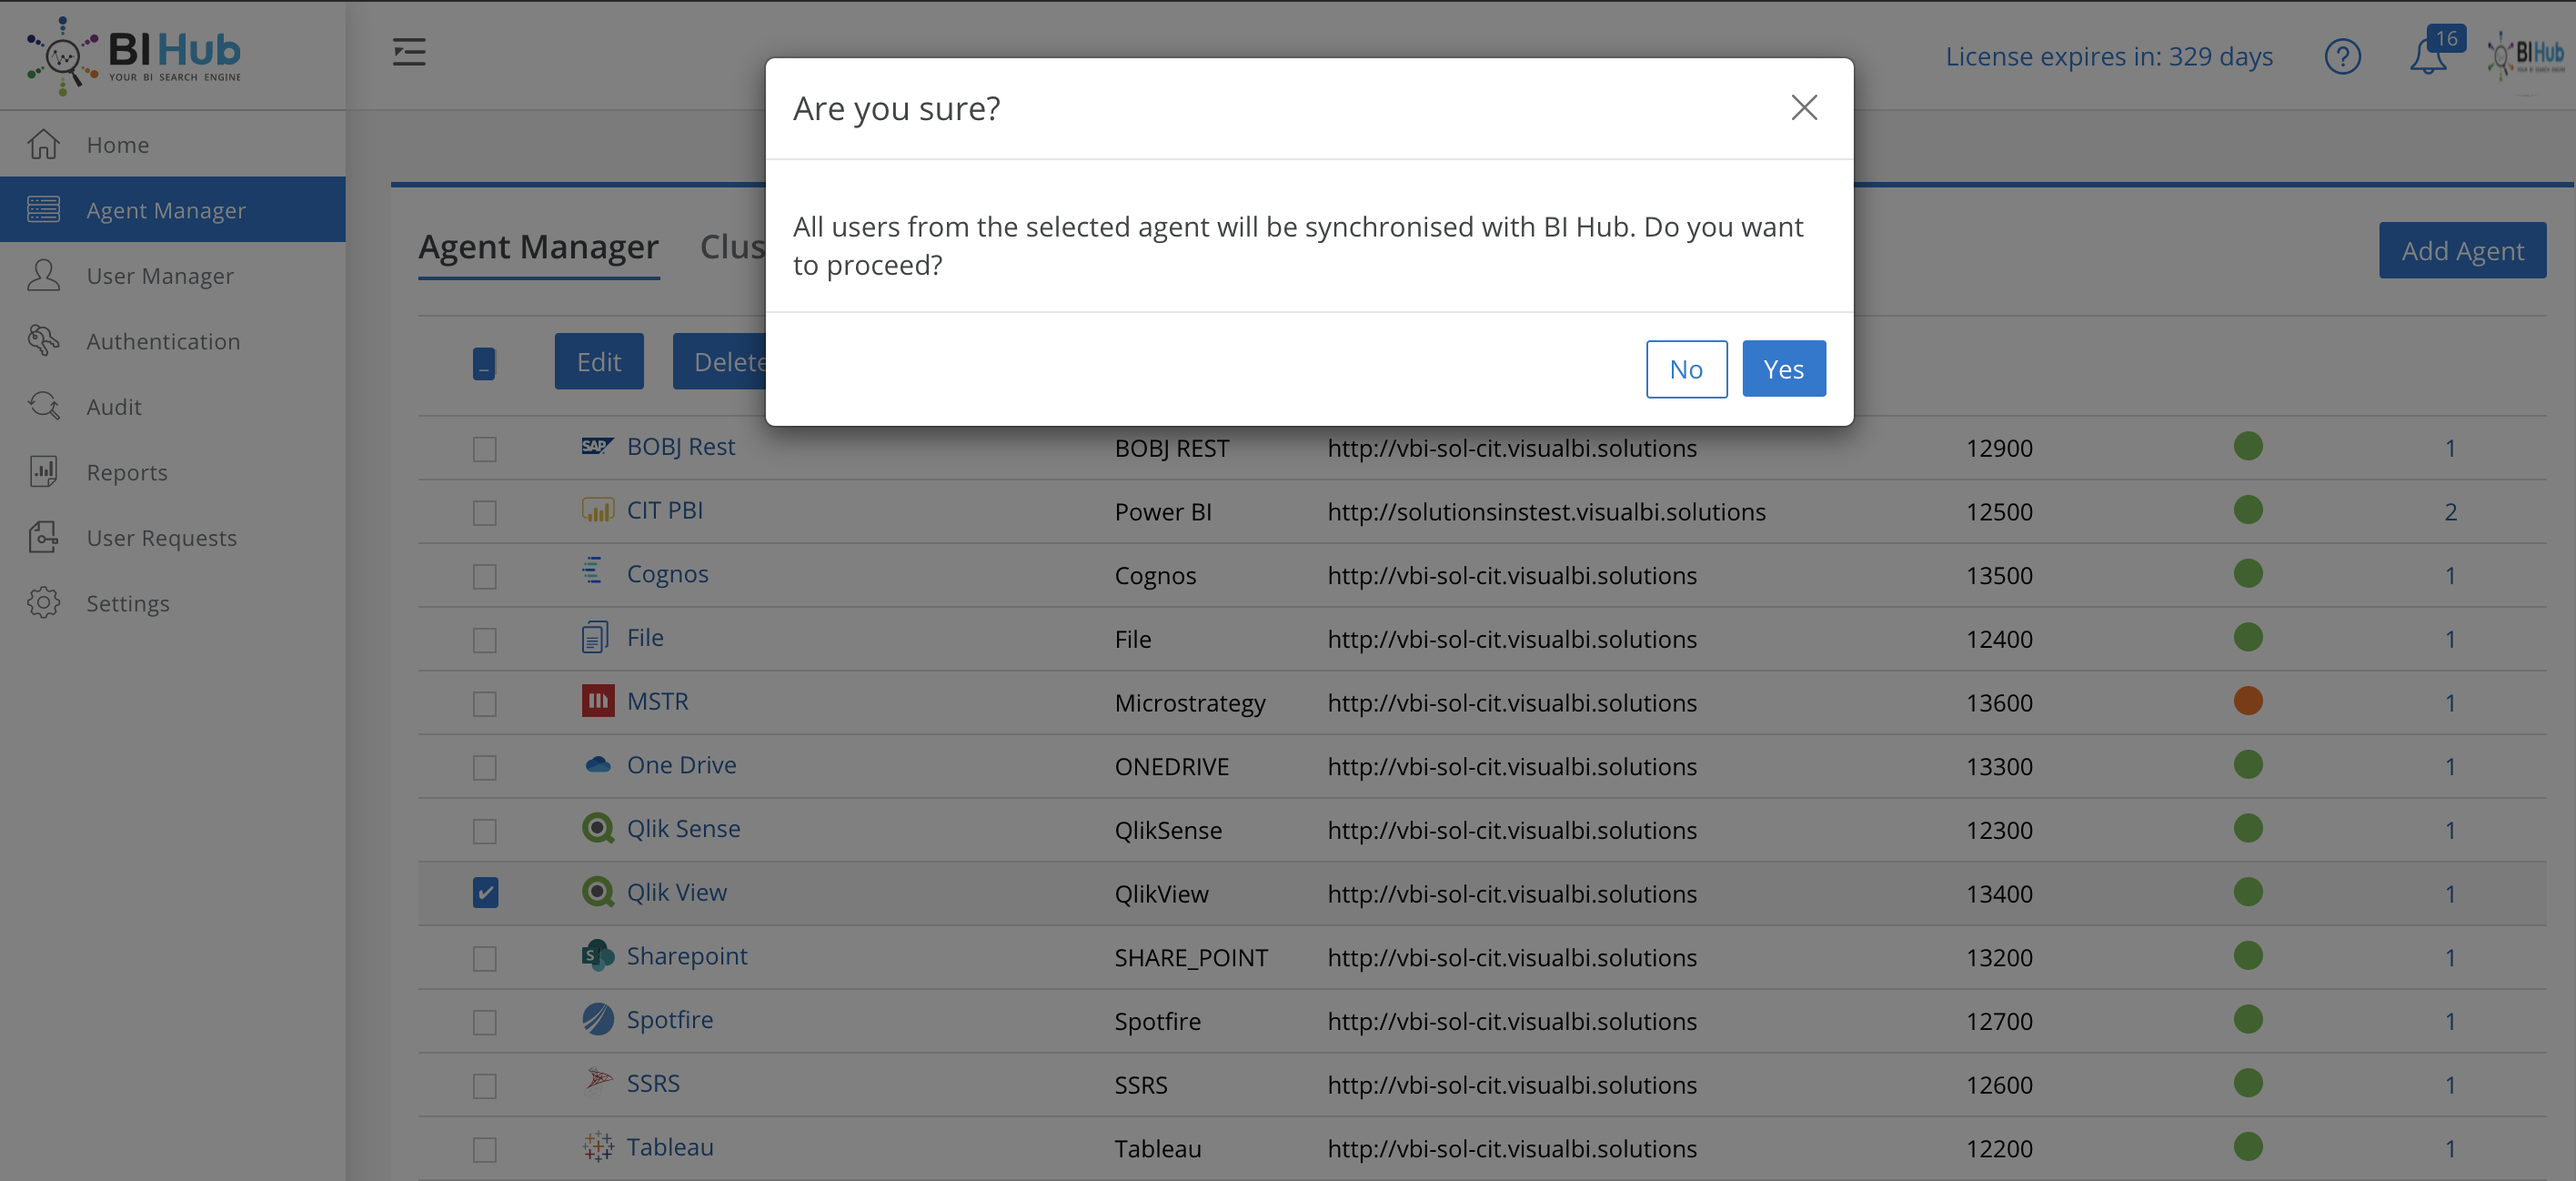 BI Hub
YOUR BI SEARCH ENGINE
License expires in: 329 days
16
BI Hub
Are you sure?
All users from the selected agent will be synchronised with BI Hub. Do you want
to proceed?
No
Yes
Home
Agent Manager
User Manager
Authentication
Audit
Reports
User Requests
Settings
Agent Manager
Clus
Add Agent
Edit
Delete
BOBJ Rest BOBJ REST http://vbi-sol-cit.visualbi.solutions 12900 1
CIT PBI Power BI http://solutionsinstest.visualbi.solutions 12500 2
Cognos Cognos http://vbi-sol-cit.visualbi.solutions 13500 1
File File http://vbi-sol-cit.visualbi.solutions 12400 1
MSTR Microstrategy http://vbi-sol-cit.visualbi.solutions 13600 1
One Drive ONEDRIVE http://vbi-sol-cit.visualbi.solutions 13300 1
Qlik Sense QlikSense http://vbi-sol-cit.visualbi.solutions 12300 1
Qlik View QlikView http://vbi-sol-cit.visualbi.solutions 13400 1
Sharepoint SHARE_POINT http://vbi-sol-cit.visualbi.solutions 13200 1
Spotfire Spotfire http://vbi-sol-cit.visualbi.solutions 12700 1
SSRS SSRS http://vbi-sol-cit.visualbi.solutions 12600 1
Tableau Tableau http://vbi-sol-cit.visualbi.solutions 12200 1